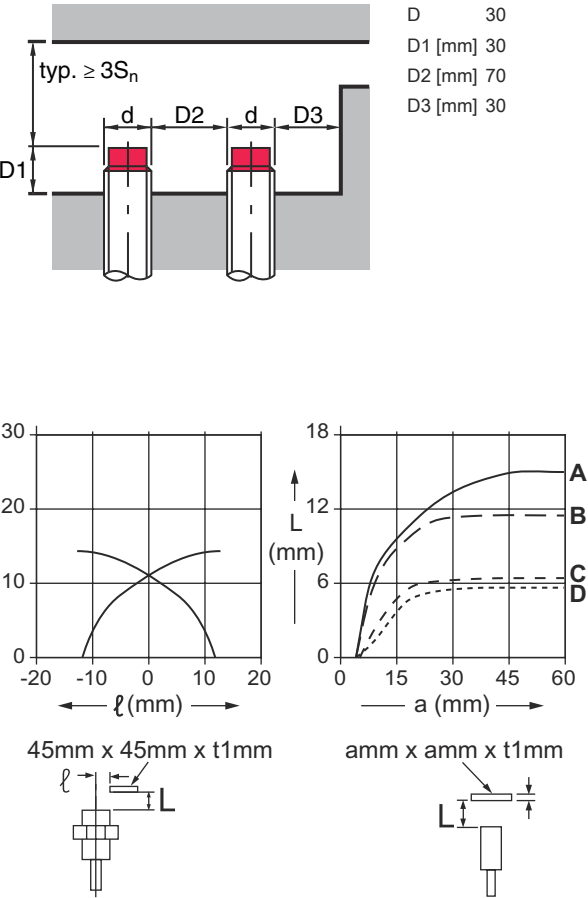 D 30
D1 [mm] 30
D2 [mm] 70
D3 [mm] 30
typ. ≥ 3Sn
d D2 d D3
D1
30
20
10
0
-20 -10 0 10 20
ℓ (mm)
18
12
6
0
L
(mm)
A
B
C
D
0 15 30 45 60
a (mm)
45mm x 45mm x t1mm
ℓ
L
amm x amm x t1mm
L